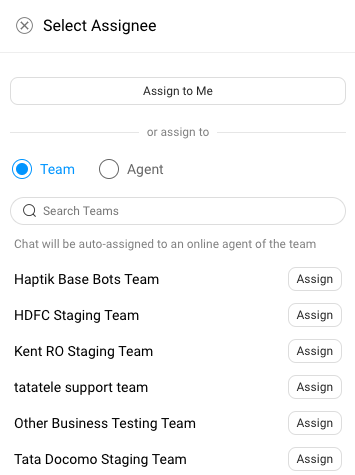 Select Assignee
Assign to Me
or assign to
Team Agent
Search Teams
Chat will be auto-assigned to an online agent of the team
Haptik Base Bots Team Assign
HDFC Staging Team Assign
Kent RO Staging Team Assign
tatatele support team Assign
Other Business Testing Team Assign
Tata Docomo Staging Team Assign